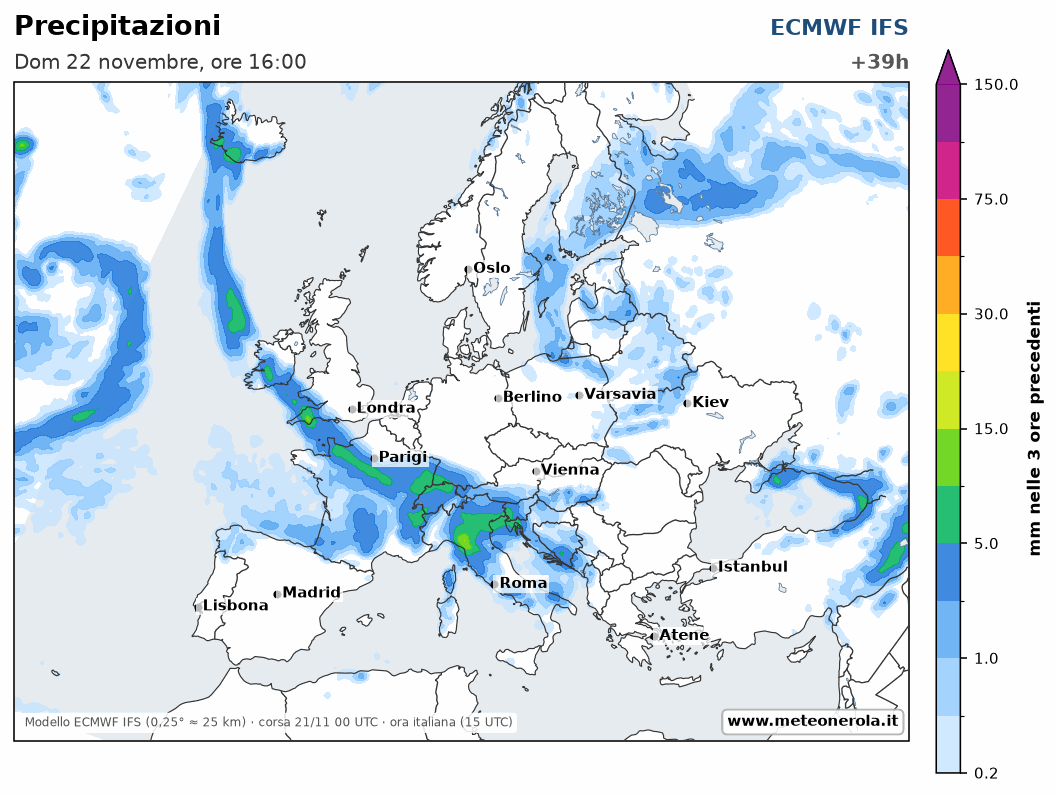 Precipitazioni
ECMWF IFS
Dom 22 novembre, ore 16:00
+39h
150.0
75.0
30.0
15.0
5.0
1.0
0.2
mm nelle 3 ore precedenti
Oslo
Londra
Berlino
Varsavia
Kiev
Parigi
Vienna
Istanbul
Roma
Madrid
Lisbona
Atene
Modello ECMWF IFS (0,25° ≈ 25 km) · corsa 21/11 00 UTC · ora italiana (15 UTC)
www.meteonerola.it